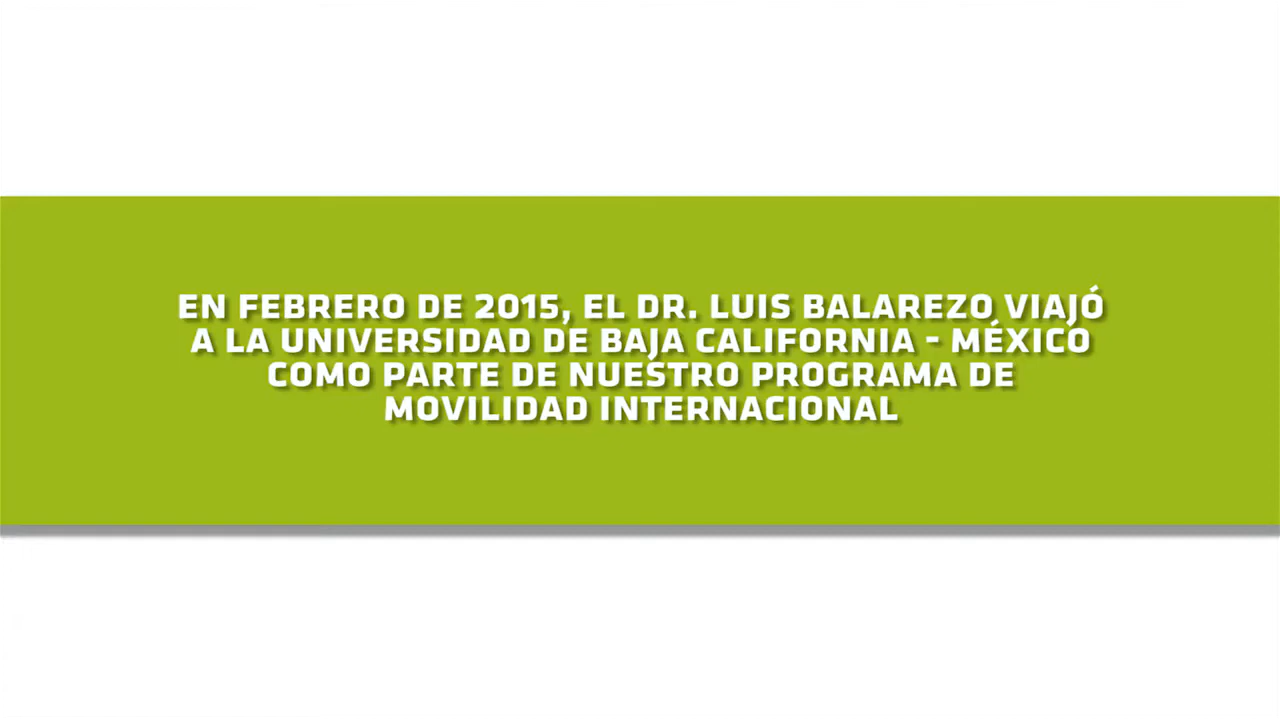 EN FEBRERO DE 2015, EL DR. LUIS BALAREZO VIAJÓ
A LA UNIVERSIDAD DE BAJA CALIFORNIA - MÉXICO
COMO PARTE DE NUESTRO PROGRAMA DE
MOVILIDAD INTERNACIONAL